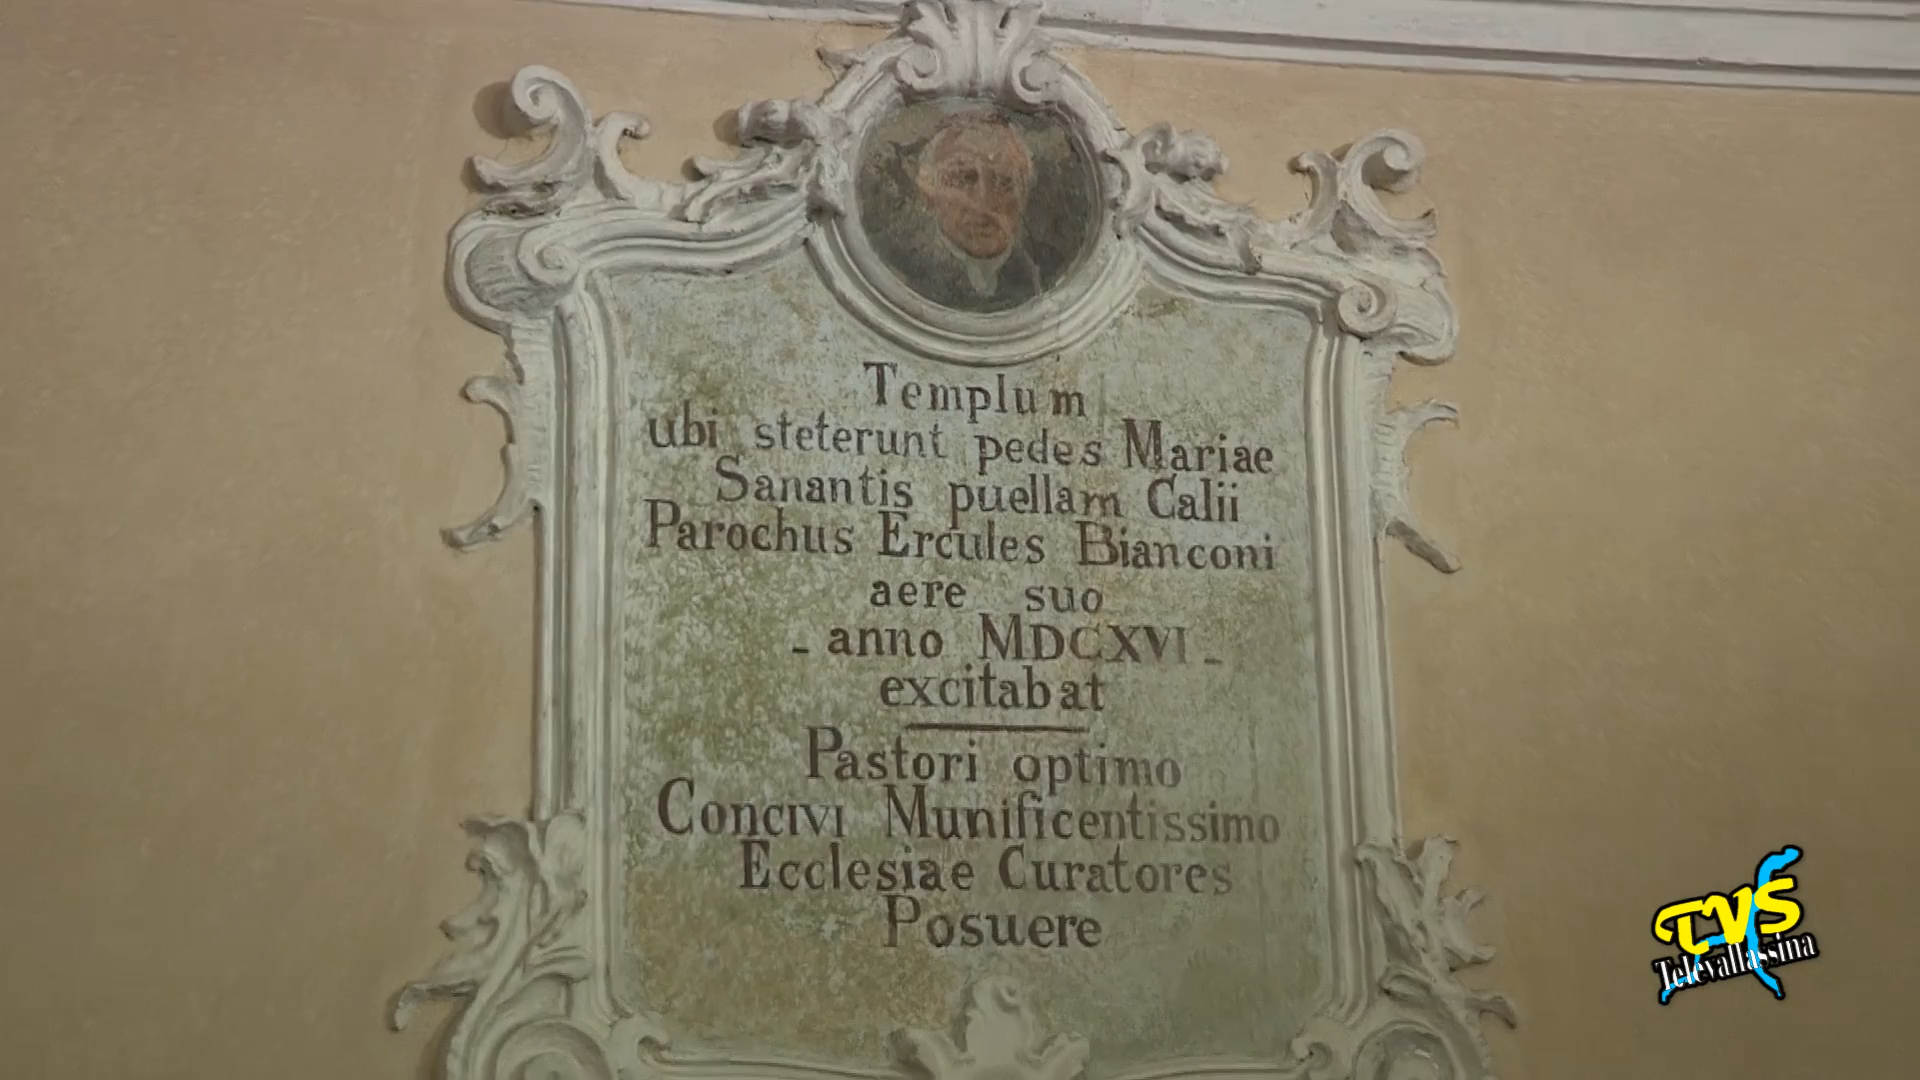 Templum
ubi steterunt pedes Mariae
Sanantis puellam Calii
Parochus Ercules Bianconi
aere suo
- anno MDCXVI -
excitabat
Pastori optimo
Concivi Munificentissimo
Ecclesiae Curatores
Posuere
TVS
Televallassina